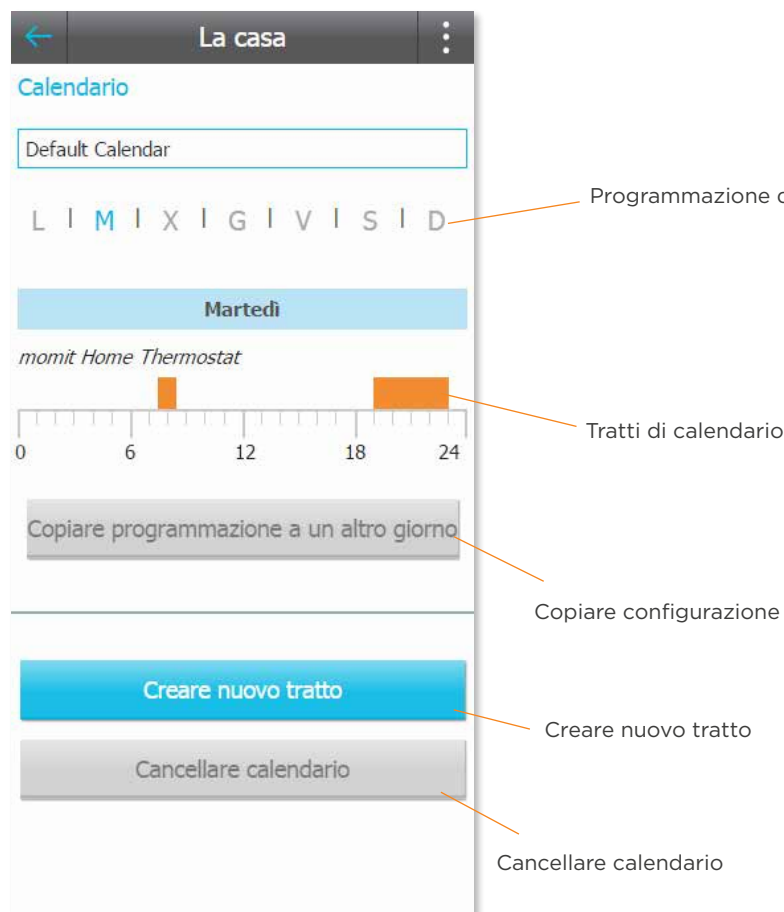 La casa
Calendario
Default Calendar
L | M | X | G | V | S | D
Programmazione
Martedì
momit Home Thermostat
0 6 12 18 24
Tratti di calendario
Copiare programmazione a un altro giorno
Copiare configurazione
Creare nuovo tratto
Creare nuovo tratto
Cancellare calendario
Cancellare calendario